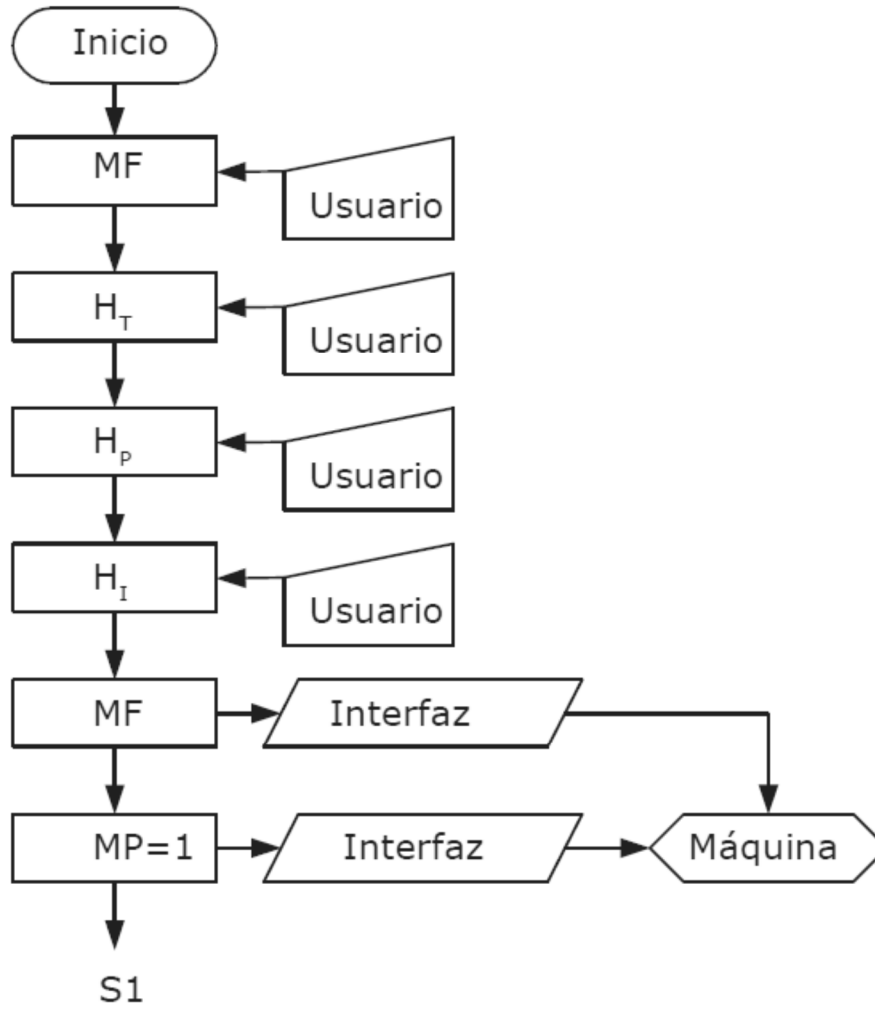 Inicio
MF
Usuario
H_T
Usuario
H_P
Usuario
H_I
Usuario
MF Interfaz
MP=1 Interfaz Máquina
S1